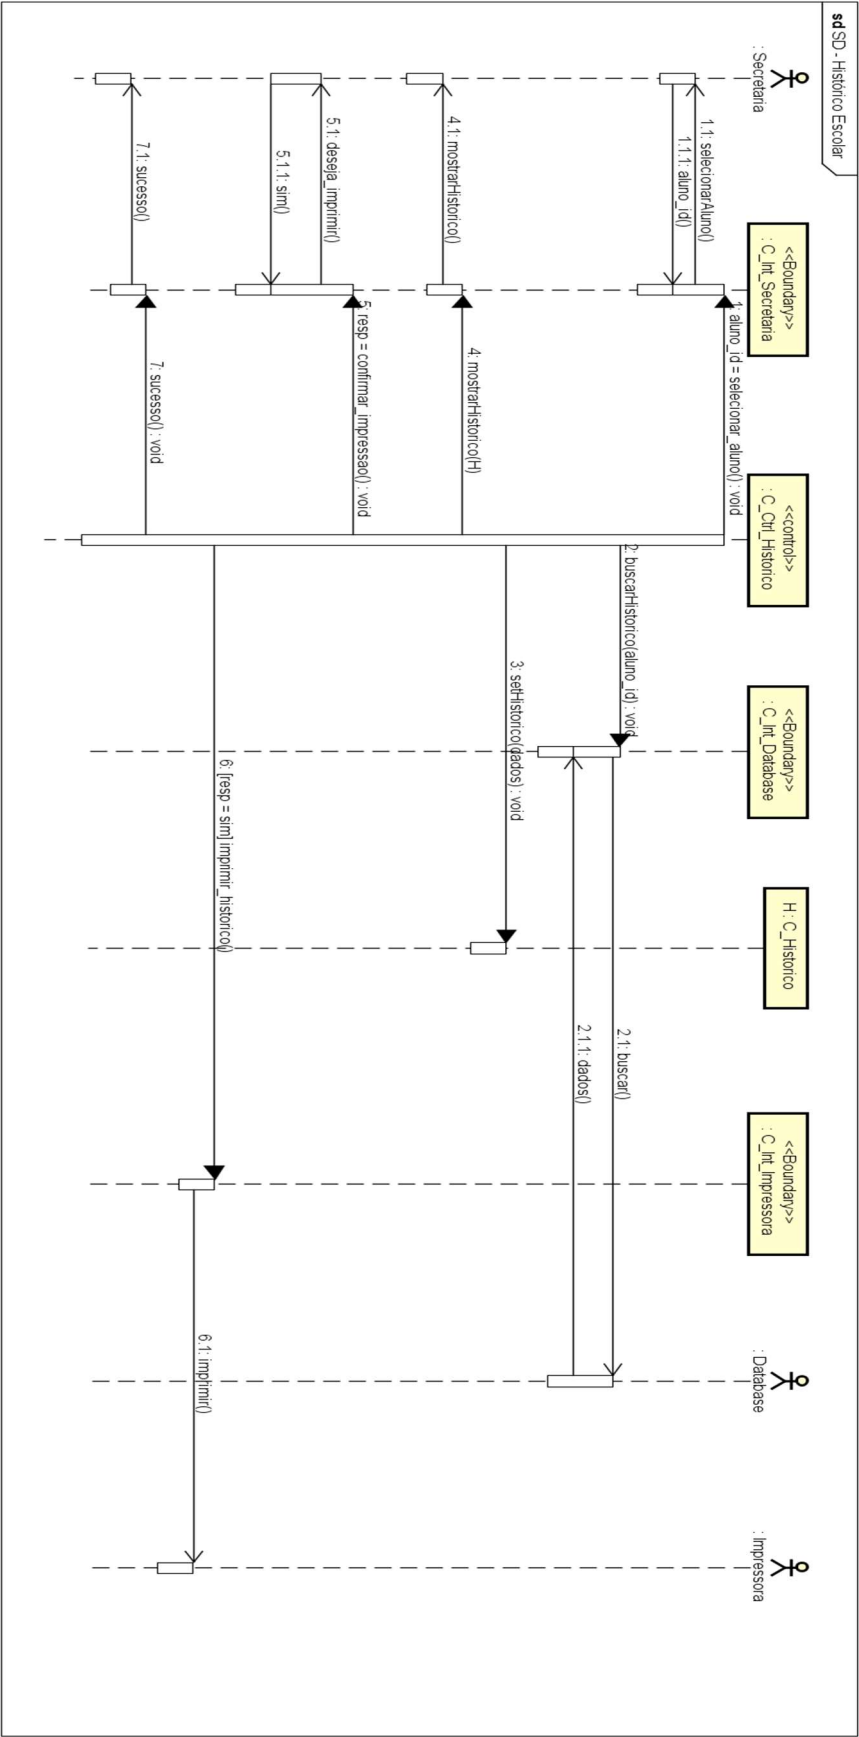 sd SD - Histórico Escolar
: Secretaria
<<Boundary>>
: C_Int_Secretaria
<<control>>
: C_Ctrl_Historico
<<Boundary>>
: C_Int_Database
H : C_Historico
<<Boundary>>
: C_Int_Impressora
: Database
: Impressora
1: aluno_id = selecionar_aluno() : void
1.1: selecionarAluno()
1.1.1: aluno_id()
2: buscarHistorico(aluno_id) : void
2.1: buscar()
2.1.1: dados()
3: setHistorico(dados) : void
4: mostrarHistorico(H)
4.1: mostrarHistorico()
5: resp = confirmar_impressao() : void
5.1: deseja_imprimir()
5.1.1: sim()
6: [resp = sim] imprimir_historico()
6.1: imprimir()
7: sucesso() : void
7.1: sucesso()